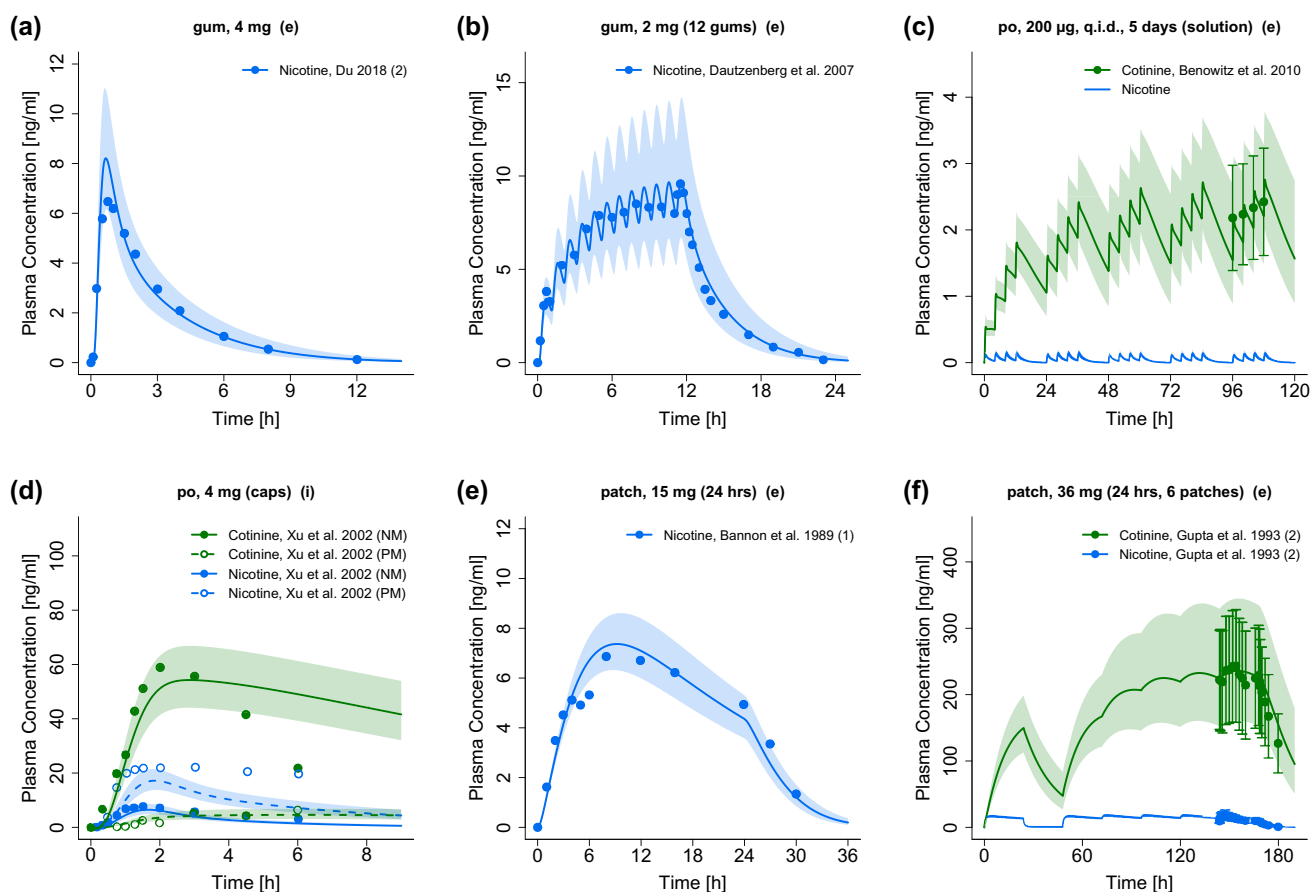 (a)
gum, 4 mg (e)
Nicotine, Du 2018 (2)
Plasma Concentration [ng/ml]
12
10
8
6
4
2
0
0 3 6 9 12
Time [h]
(b)
gum, 2 mg (12 gums) (e)
Nicotine, Dautzenberg et al. 2007
Plasma Concentration [ng/ml]
15
10
5
0
0 6 12 18 24
Time [h]
(c)
po, 200 µg, q.i.d., 5 days (solution) (e)
Cotinine, Benowitz et al. 2010
Nicotine
Plasma Concentration [ng/ml]
4
3
2
1
0
0 24 48 72 96 120
Time [h]
(d)
po, 4 mg (caps) (i)
Cotinine, Xu et al. 2002 (NM)
Cotinine, Xu et al. 2002 (PM)
Nicotine, Xu et al. 2002 (NM)
Nicotine, Xu et al. 2002 (PM)
Plasma Concentration [ng/ml]
100
80
60
40
20
0
0 2 4 6 8
Time [h]
(e)
patch, 15 mg (24 hrs) (e)
Nicotine, Bannon et al. 1989 (1)
Plasma Concentration [ng/ml]
12
10
8
6
4
2
0
0 6 12 18 24 30 36
Time [h]
(f)
patch, 36 mg (24 hrs, 6 patches) (e)
Cotinine, Gupta et al. 1993 (2)
Nicotine, Gupta et al. 1993 (2)
Plasma Concentration [ng/ml]
400
300
200
100
0
0 60 120 180
Time [h]